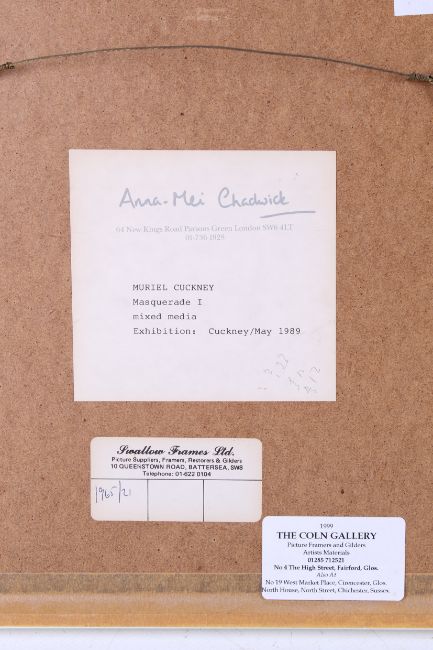 Anna-Mei Chadwick
64 New Kings Road Parsons Green London SW6 4LT
01-736 1928
MURIEL CUCKNEY
Masquerade I
mixed media
Exhibition: Cuckney/May 1989
Swallow Frames Ltd.
Picture Suppliers, Framers, Restorers & Gilders
10 QUEENSTOWN ROAD, BATTERSEA, SW8
Telephone: 01-622 0104
1965/21
1999
THE COLN GALLERY
Picture Framers and Gilders
Artists Materials
01285 712521
No 4 The High Street, Fairford, Glos.
Also At
No 19 West Market Place, Cirencester, Glos.
North House, North Street, Chichester, Sussex